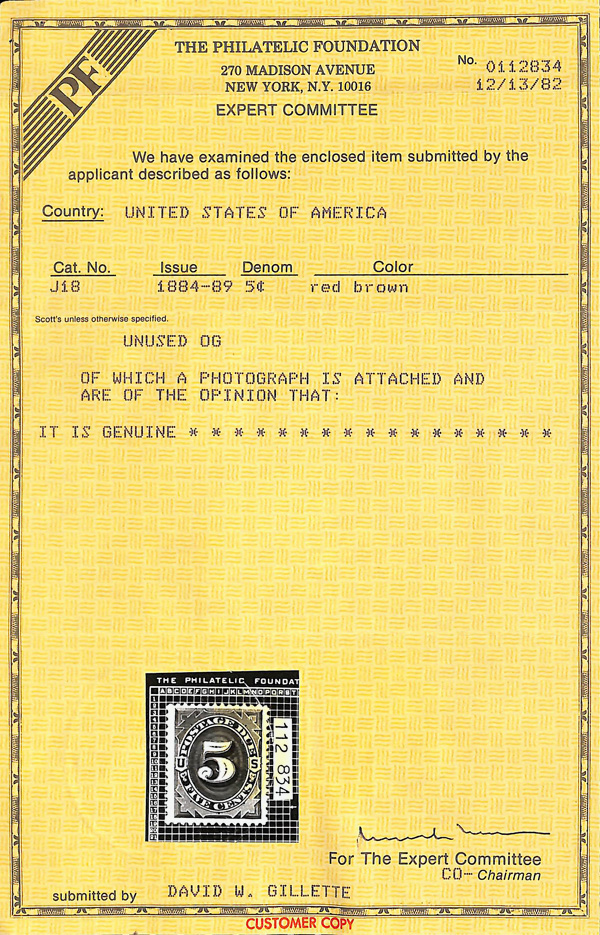 PF
THE PHILATELIC FOUNDATION
270 MADISON AVENUE
NEW YORK, N.Y. 10016
EXPERT COMMITTEE
No. 0112834
12/13/82
We have examined the enclosed item submitted by the
applicant described as follows:
Country: UNITED STATES OF AMERICA
Cat. No. Issue Denom Color
J18 1884-89 5¢ red brown
Scott's unless otherwise specified.
UNUSED OG
OF WHICH A PHOTOGRAPH IS ATTACHED AND
ARE OF THE OPINION THAT:
IT IS GENUINE * * * * * * * * * * * * * * * * *
THE PHILATELIC FOUNDAT
ABCDEFGHIJKLMNOPQRST
POSTAGE DUE
U 5 S
FIVE CENTS
112 834
For The Expert Committee
CO- Chairman
submitted by DAVID W. GILLETTE
CUSTOMER COPY